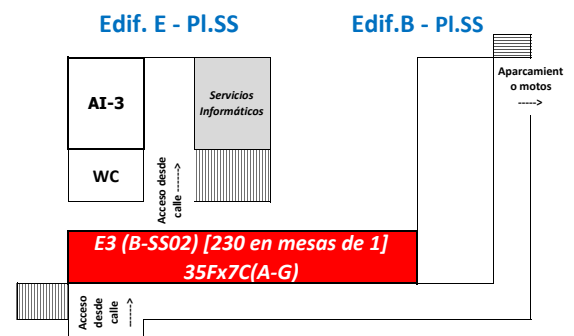 Edif. E - Pl.SS
Edif.B - Pl.SS
AI-3
Servicios
Informáticos
Aparcamient
o motos
----->
WC
Acceso desde
calle ----->
E3 (B-SS02) [230 en mesas de 1]
35Fx7C(A-G)
Acceso
desde
calle
---->